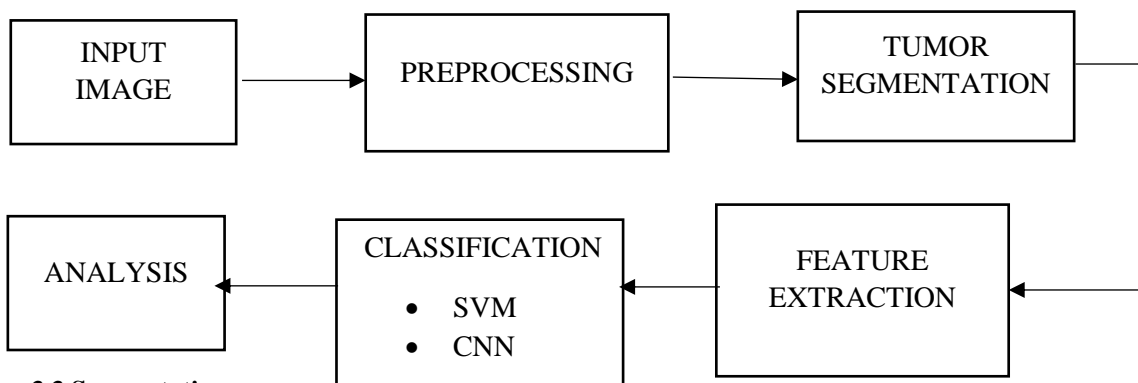 INPUT
IMAGE
PREPROCESSING
TUMOR
SEGMENTATION
ANALYSIS
CLASSIFICATION
• SVM
• CNN
FEATURE
EXTRACTION